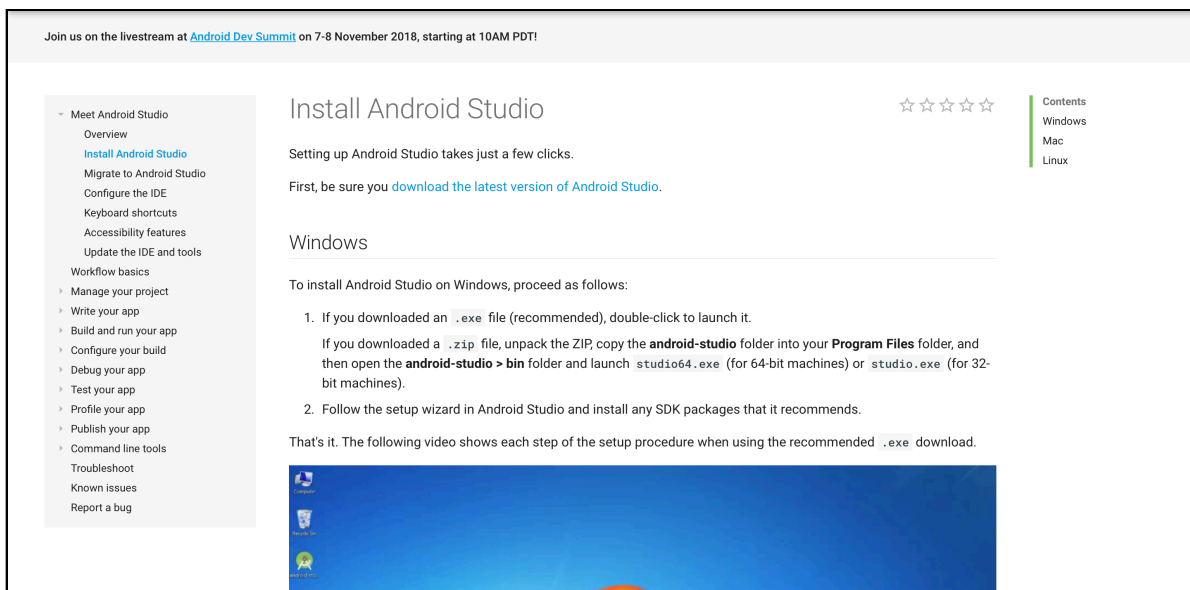 Join us on the livestream at Android Dev Summit on 7-8 November 2018, starting at 10AM PDT!
Meet Android Studio
Overview
Install Android Studio
Migrate to Android Studio
Configure the IDE
Keyboard shortcuts
Accessibility features
Update the IDE and tools
Workflow basics
Manage your project
Write your app
Build and run your app
Configure your build
Debug your app
Test your app
Profile your app
Publish your app
Command line tools
Troubleshoot
Known issues
Report a bug
Install Android Studio
Setting up Android Studio takes just a few clicks.
First, be sure you download the latest version of Android Studio.
Windows
To install Android Studio on Windows, proceed as follows:
1. If you downloaded an .exe file (recommended), double-click to launch it.
If you downloaded a .zip file, unpack the ZIP, copy the android-studio folder into your Program Files folder, and
then open the android-studio > bin folder and launch studio64.exe (for 64-bit machines) or studio.exe (for 32-
bit machines).
2. Follow the setup wizard in Android Studio and install any SDK packages that it recommends.
That's it. The following video shows each step of the setup procedure when using the recommended .exe download.
Computer
Recycle Bin
Contents
Windows
Mac
Linux